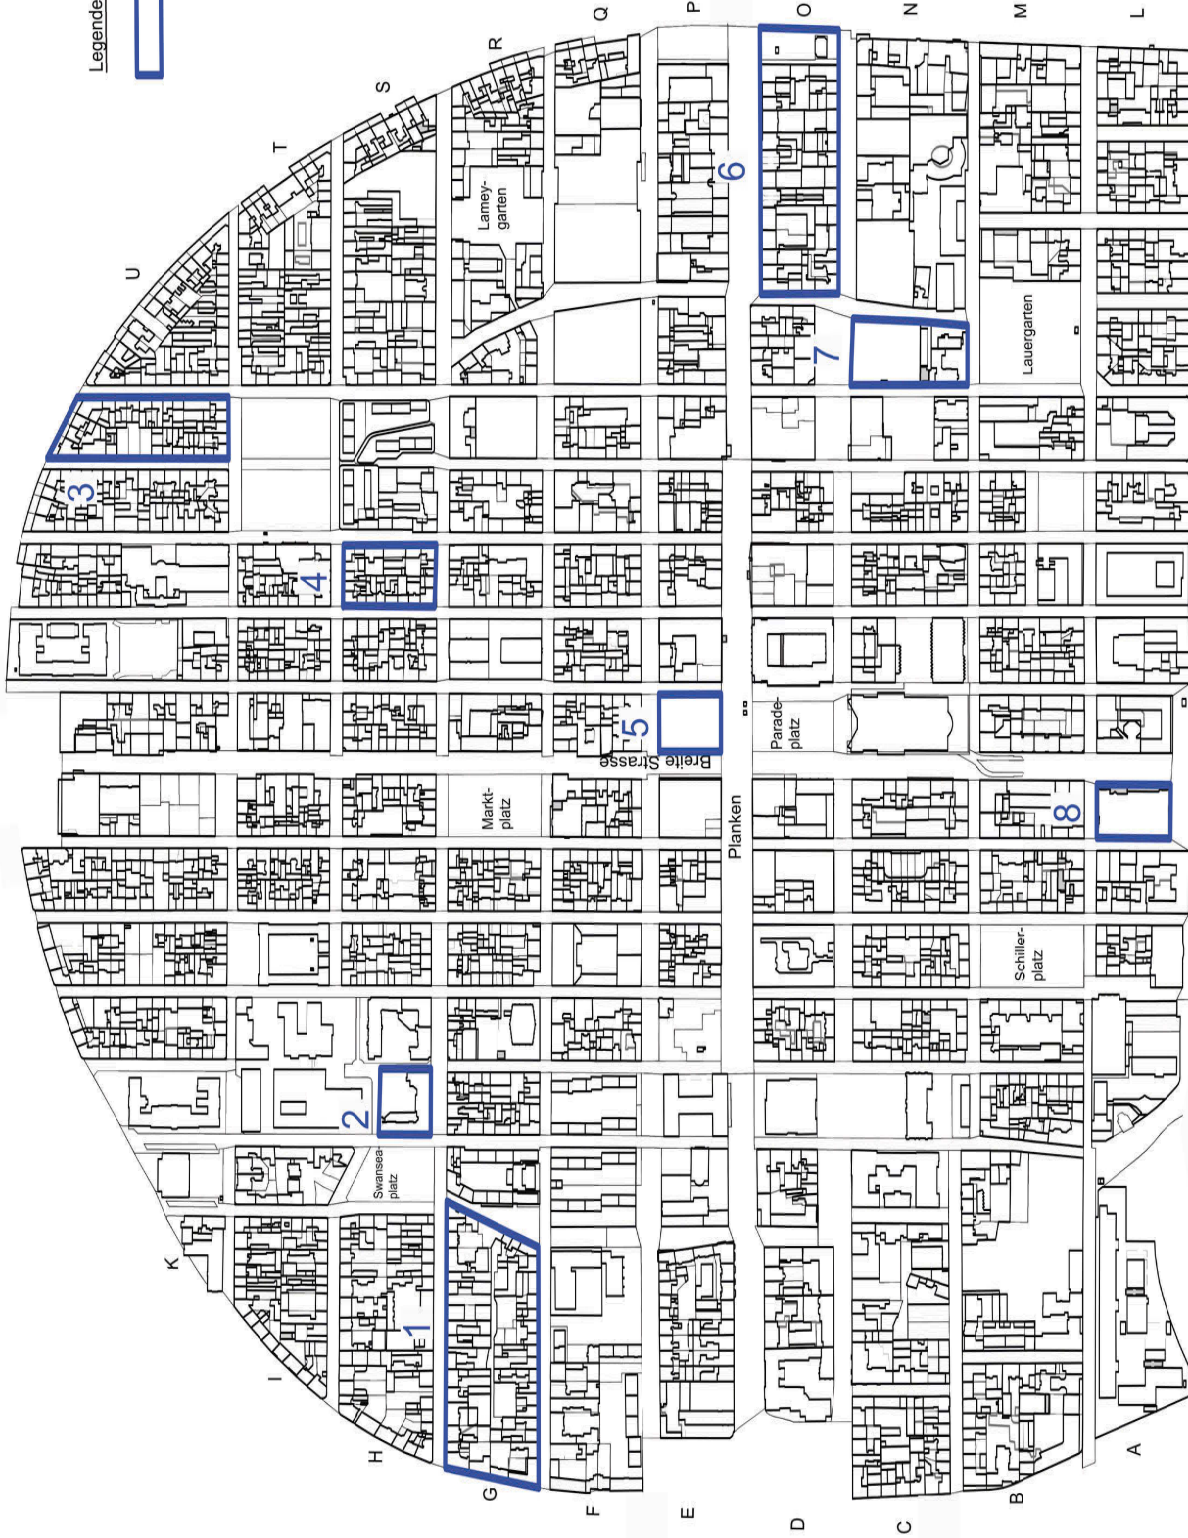 Legende
A
B
C
D
E
F
G
H
I
K
L
M
N
O
P
Q
R
S
T
U
1
2
3
4
5
6
7
8
Swansea-
platz
Markt-
platz
Breite Strasse
Planken
Parade-
platz
Schiller-
platz
Lauergarten
Lamey-
garten